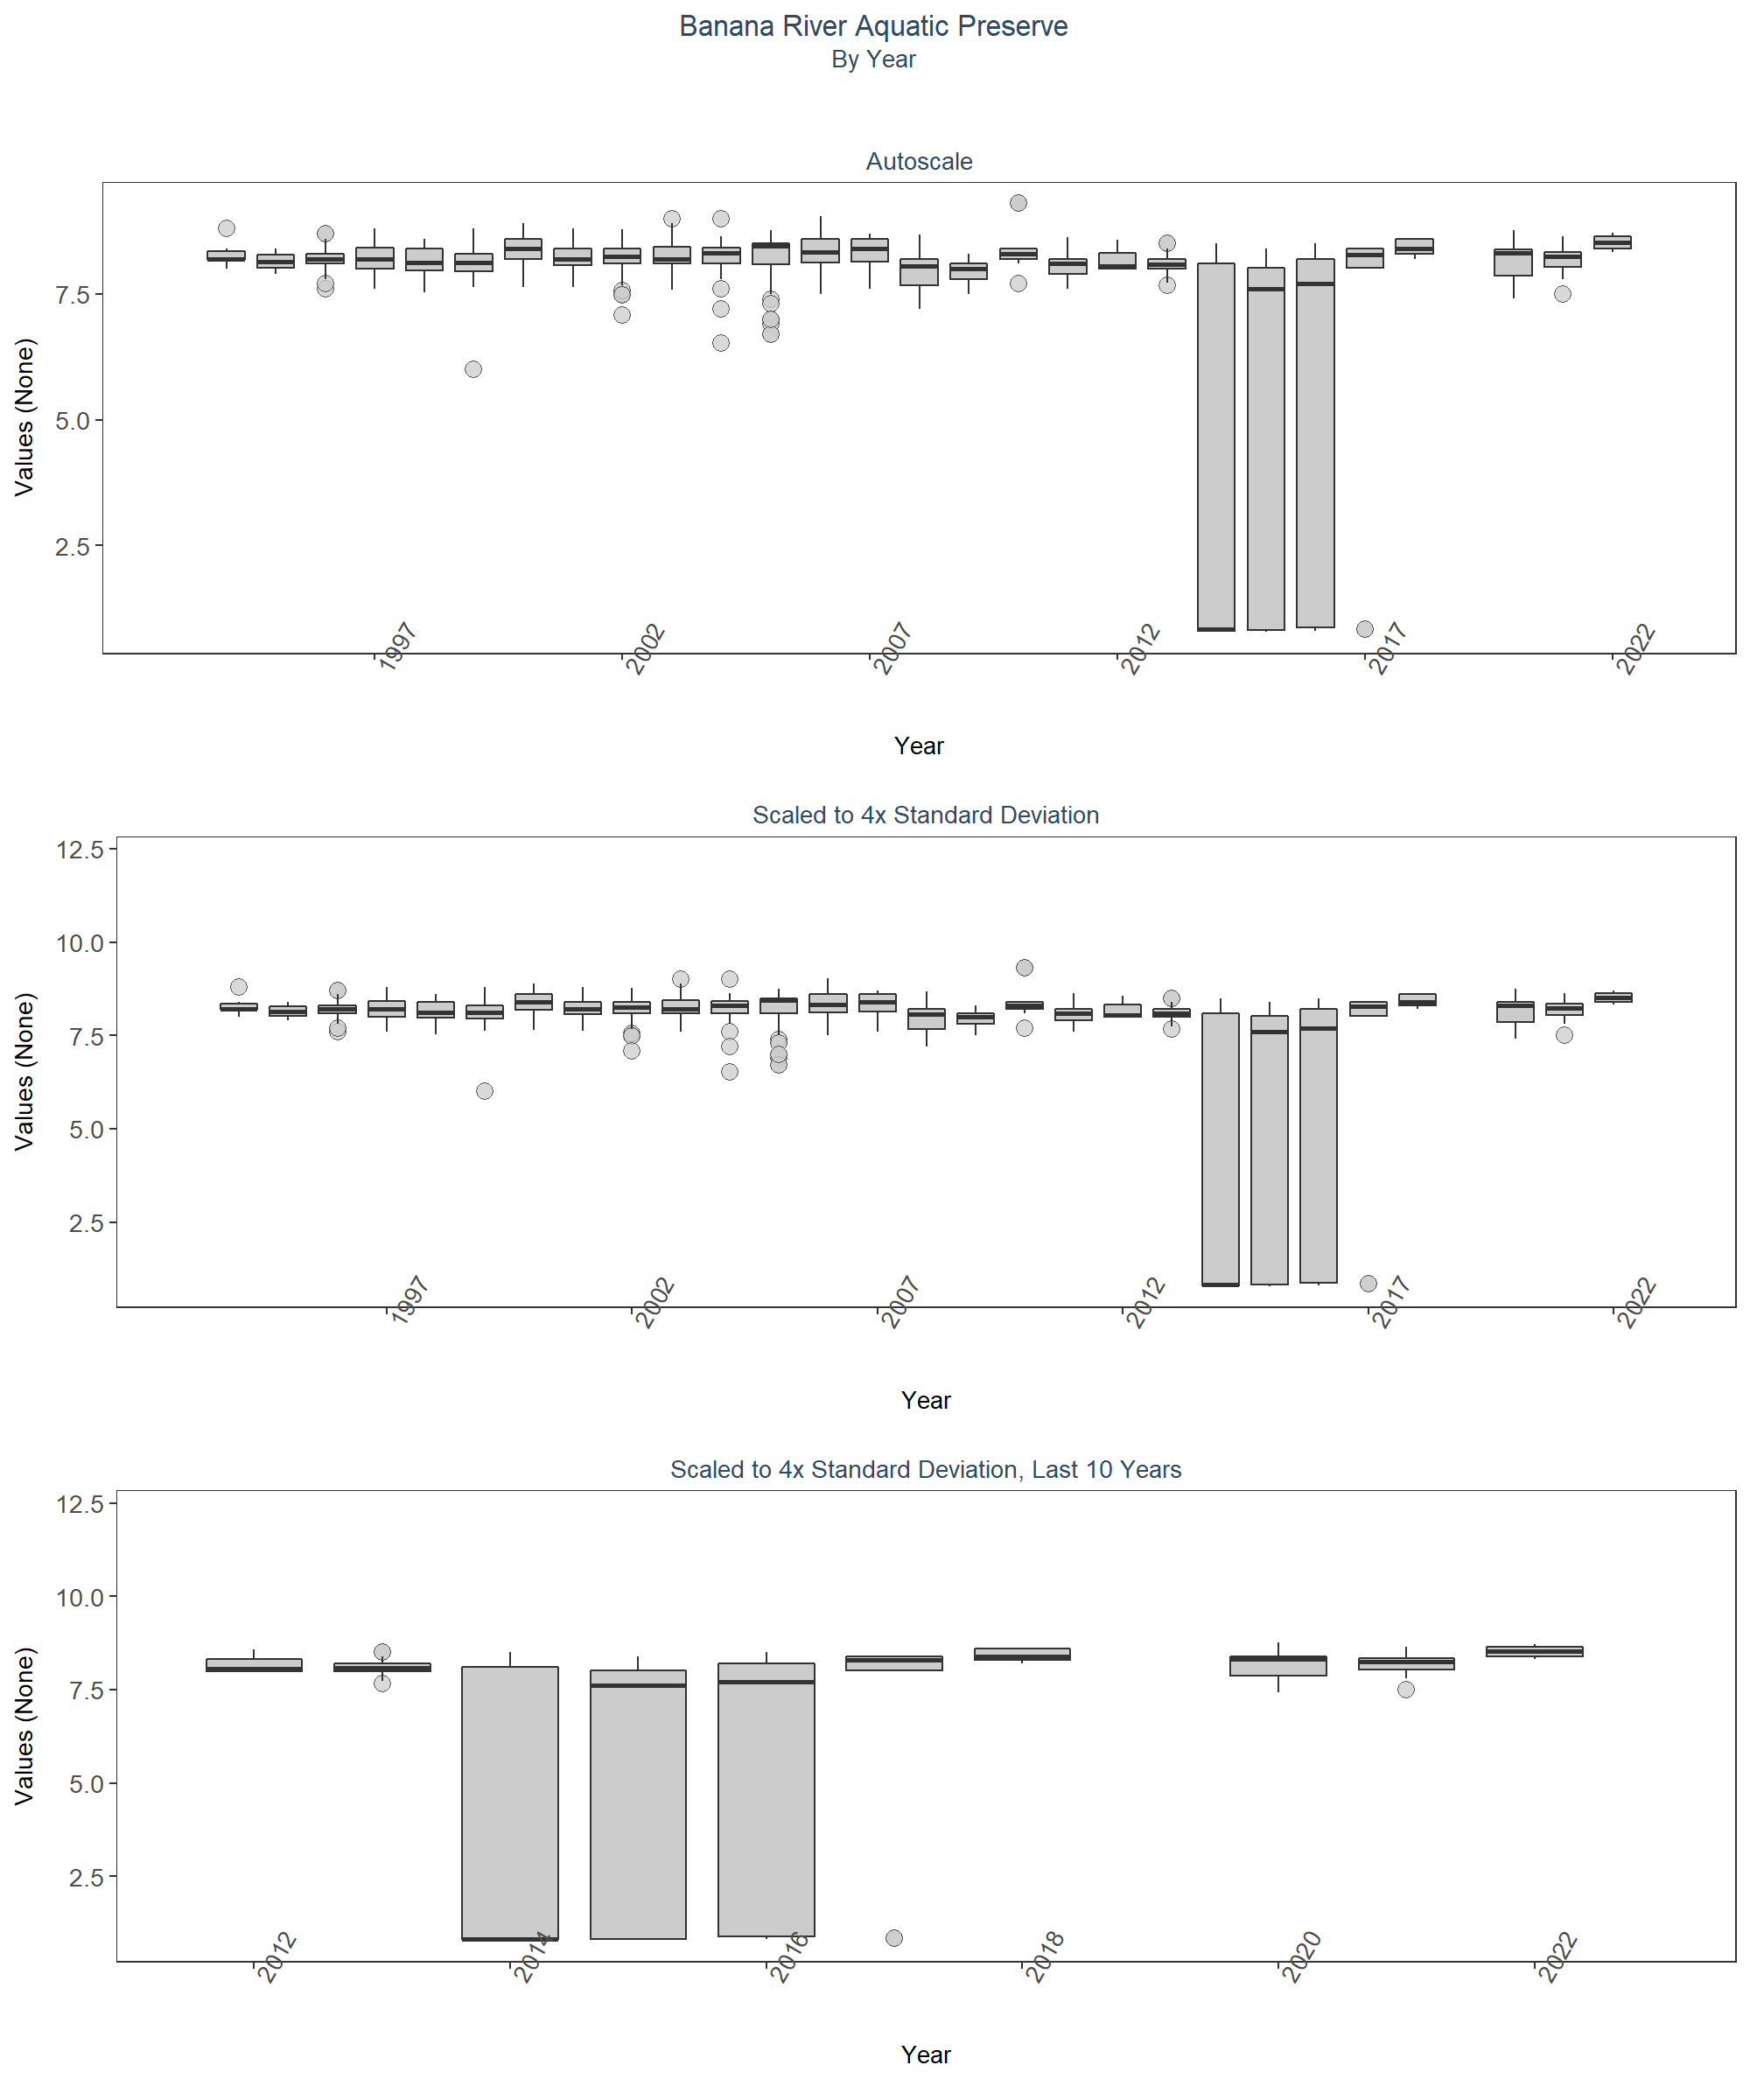 Banana River Aquatic Preserve
By Year
Autoscale
Values (None)
7.5
5.0
2.5
1997
2002
2007
2012
2017
2022
Year
Scaled to 4x Standard Deviation
Values (None)
12.5
10.0
7.5
5.0
2.5
1997
2002
2007
2012
2017
2022
Year
Scaled to 4x Standard Deviation, Last 10 Years
Values (None)
12.5
10.0
7.5
5.0
2.5
2012
2014
2016
2018
2020
2022
Year